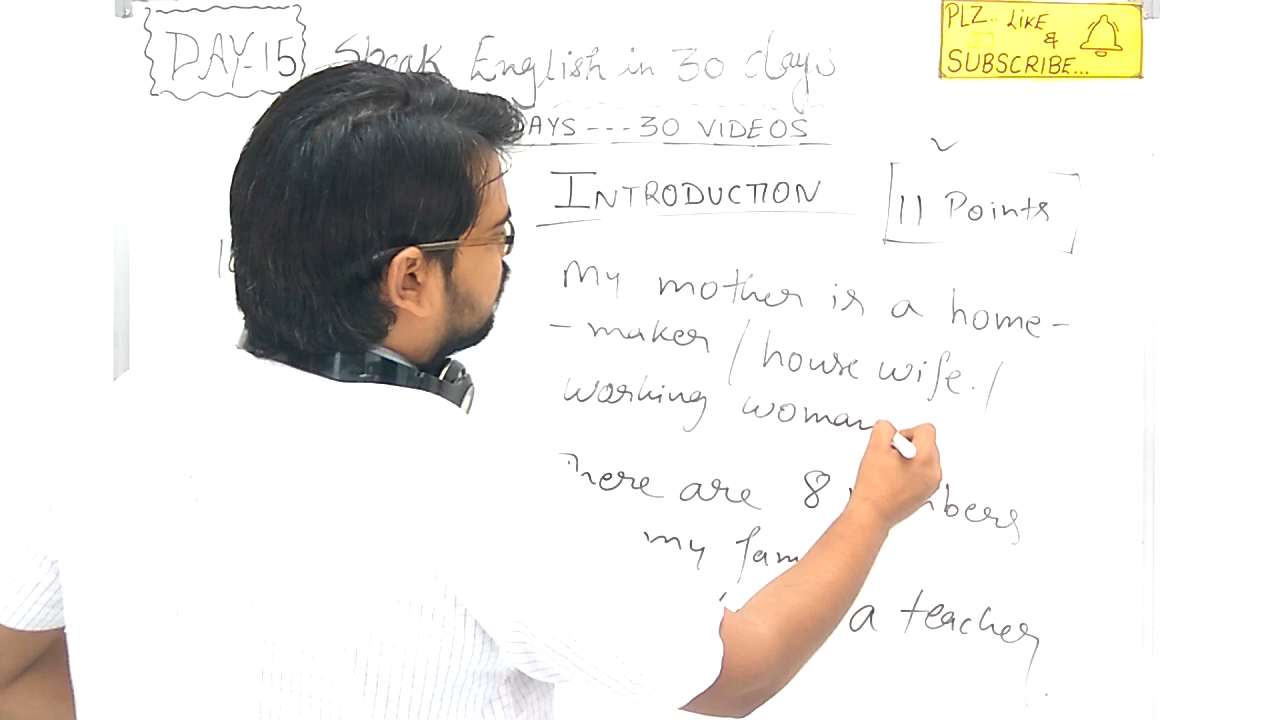 DAY-15 Speak English in 30 days
PLZ.. LIKE
&
SUBSCRIBE...
DAYS --- 30 VIDEOS
INTRODUCTION
[11 Points]
My mother is a home-
- maker / house wife. /
working woman
There are 8
my
a teacher